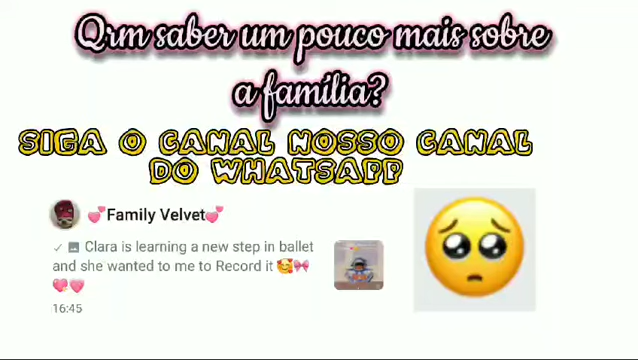 Qrm saber um pouco mais sobre
a família?
SIGA O CANAL NOSSO CANAL
DO WHATSAPP
💕Family Velvet💕
✓ Clara is learning a new step in ballet
and she wanted to me to Record it 🥰🎀
💖💗
16:45